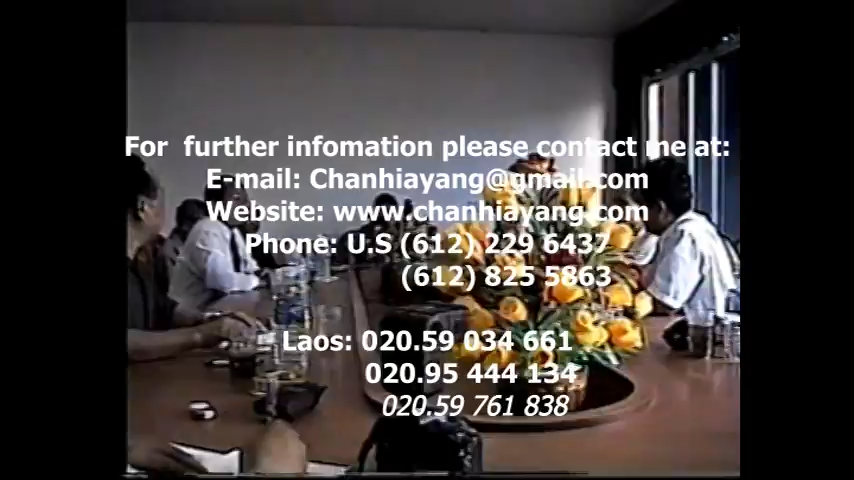 For  further infomation please contact me at:
E-mail: Chanhiayang@gmail.com
Website: www.chanhiayang.com
Phone: U.S (612) 229 6437
(612) 825 5863
Laos: 020.59 034 661
020.95 444 134
020.59 761 838